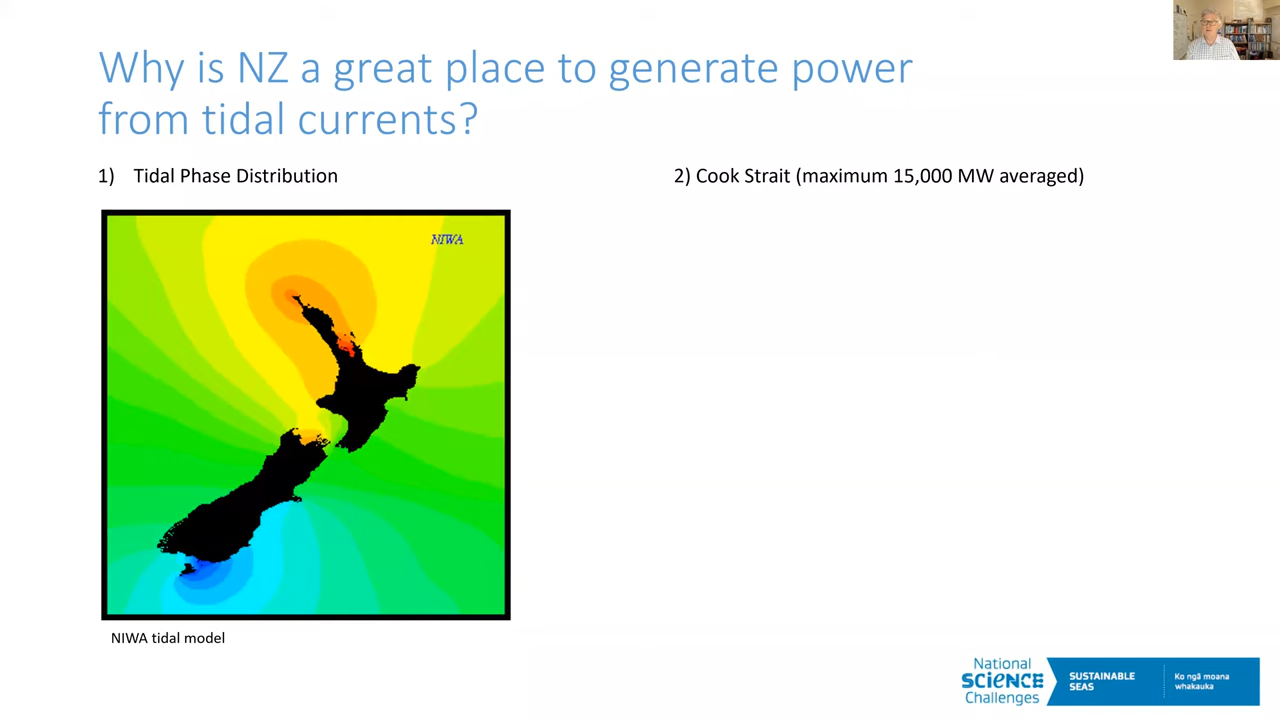 Why is NZ a great place to generate power
from tidal currents?
1) Tidal Phase Distribution
2) Cook Strait (maximum 15,000 MW averaged)
NIWA
NIWA tidal model
National
SCIENCE
Challenges
SUSTAINABLE
SEAS
Ko ngā moana
whakauka